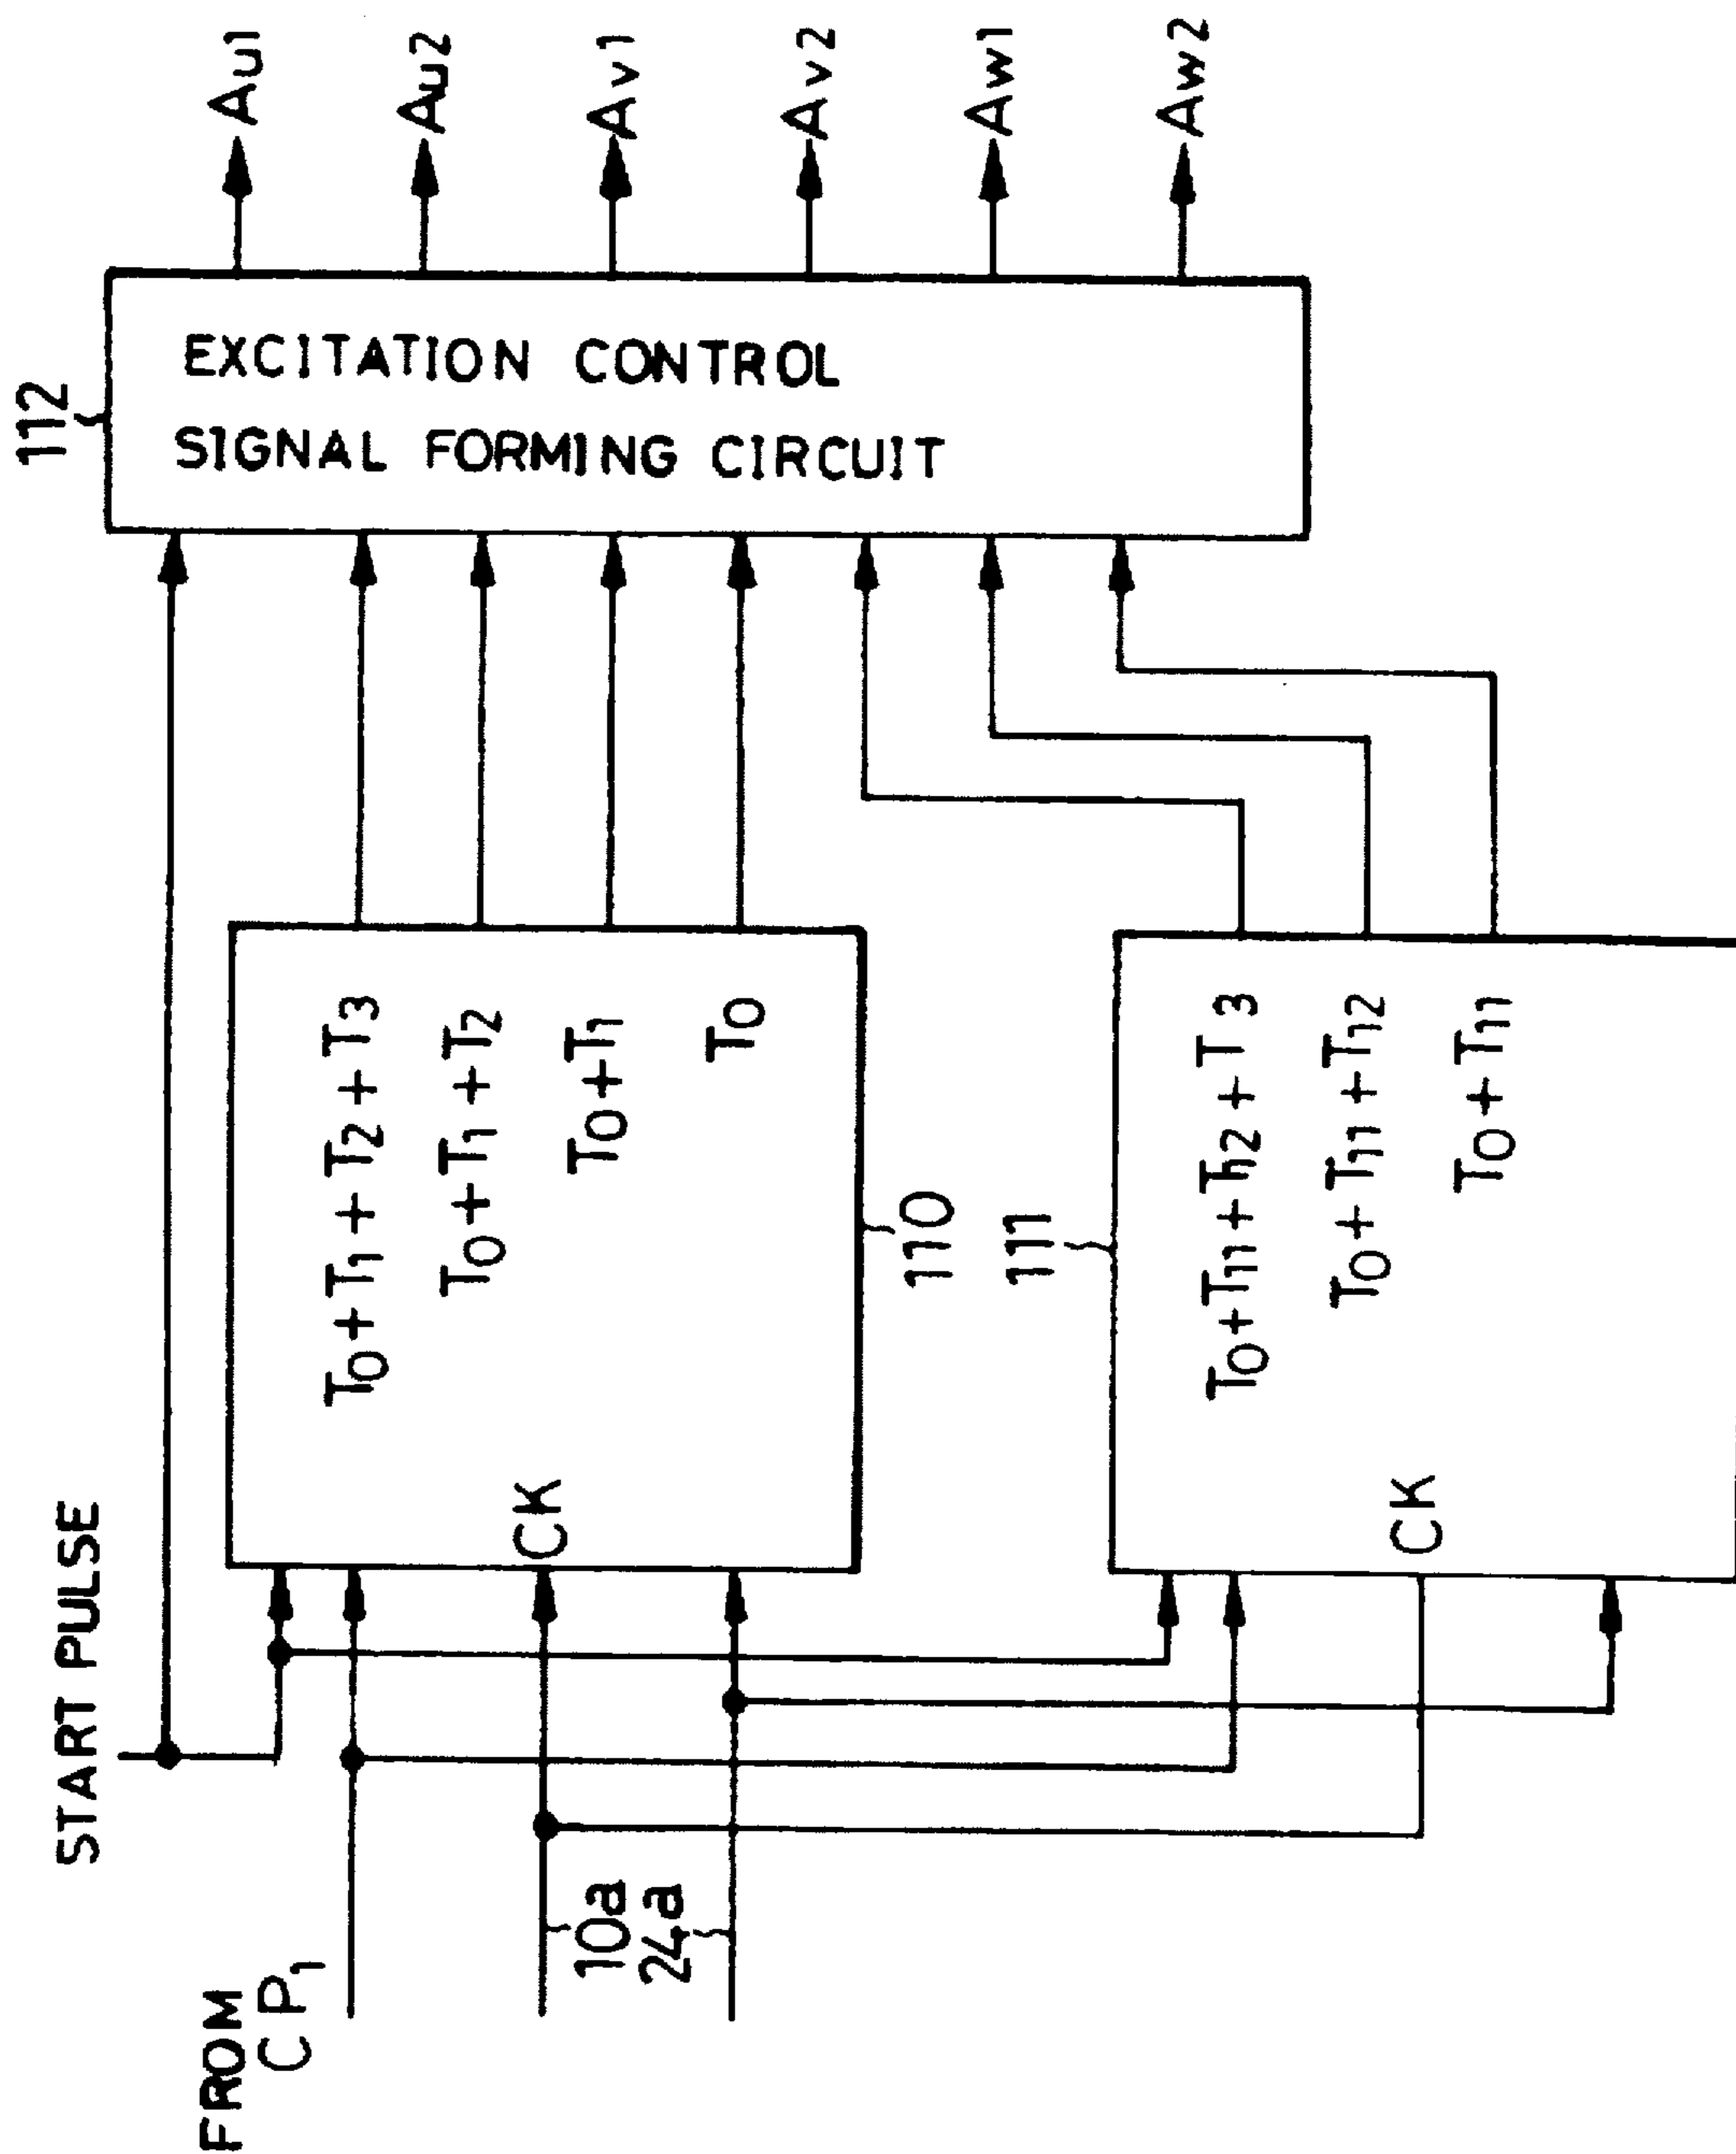 START PULSE
FROM
CP₁
10a
24a
CK
T₀+T₁+T₂+T₃
T₀+T₁+T₂
T₀+T₁
T₀
110
111
CK
T₀+T₁₁+T₁₂+T₃
T₀+T₁₁+T₁₂
T₀+T₁₁
112
EXCITATION CONTROL
SIGNAL FORMING CIRCUIT
Au1
Au2
Av1
Av2
Aw1
Aw2